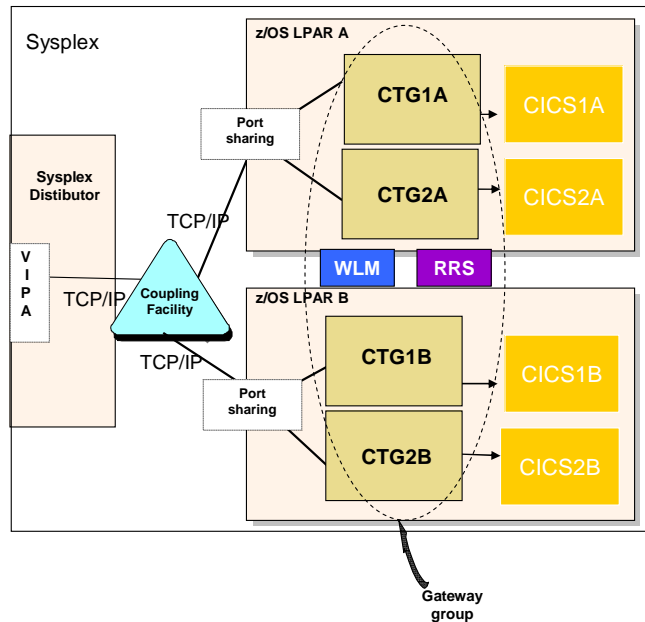 Sysplex
z/OS LPAR A
CTG1A
CICS1A
Port
sharing
CTG2A
CICS2A
Sysplex
Distibutor
TCP/IP
V
I
P
A
TCP/IP
Coupling
Facility
WLM
RRS
z/OS LPAR B
TCP/IP
CTG1B
CICS1B
Port
sharing
CTG2B
CICS2B
Gateway
group